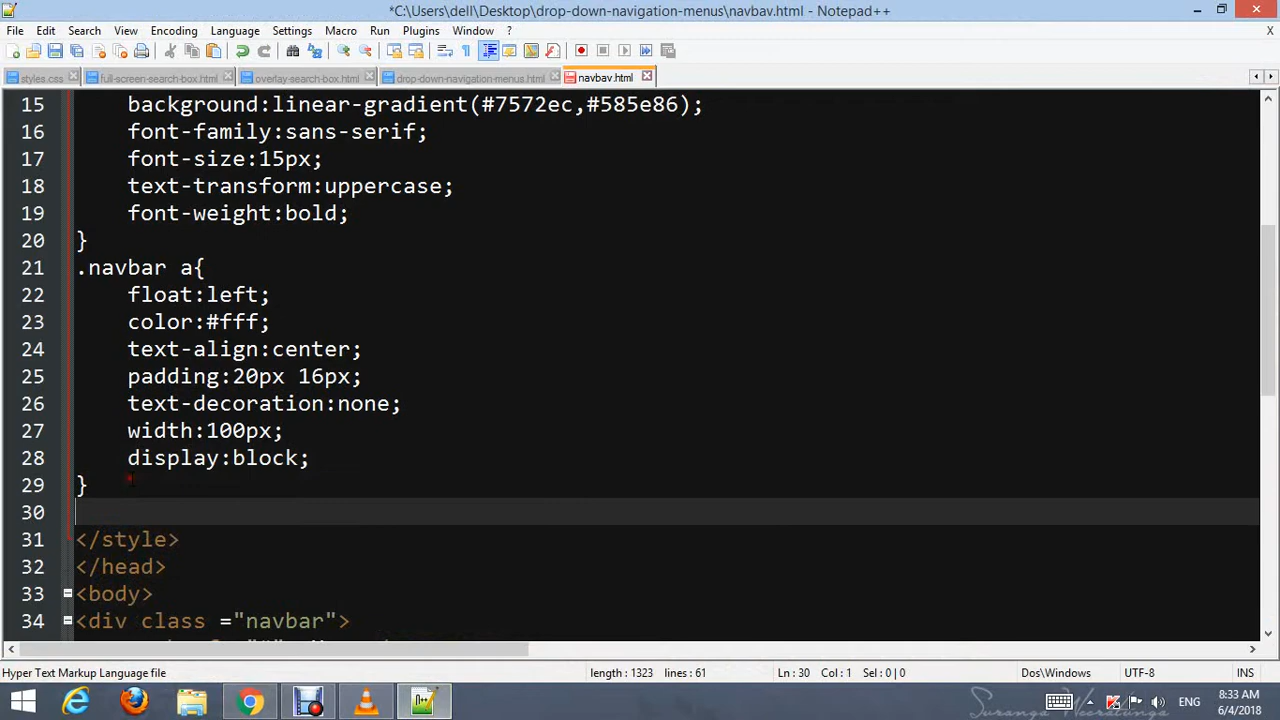 *C:\Users\dell\Desktop\drop-down-navigation-menus\navbav.html - Notepad++
File Edit Search View Encoding Language Settings Macro Run Plugins Window ? X
styles.css full-screen-search-box.html overlay-search-box.html drop-down-navigation-menus.html navbav.html
15 background:linear-gradient(#7572ec,#585e86);
16 font-family:sans-serif;
17 font-size:15px;
18 text-transform:uppercase;
19 font-weight:bold;
20 }
21 .navbar a{
22 float:left;
23 color:#fff;
24 text-align:center;
25 padding:20px 16px;
26 text-decoration:none;
27 width:100px;
28 display:block;
29 }
30
31 </style>
32 </head>
33 <body>
34 <div class ="navbar">
Hyper Text Markup Language file length : 1323 lines : 61 Ln : 30 Col : 1 Sel : 0 | 0 Dos\Windows UTF-8 INS
ENG 8:33 AM
Suranga Weeratunga 6/4/2018